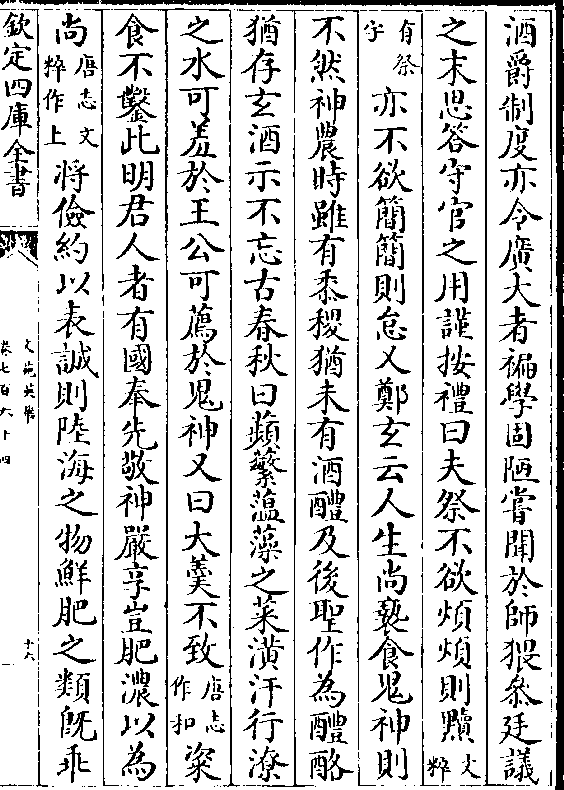 酒爵制度亦令廣大者褊學固陋嘗聞於師猥叅廷議
之末思答守官之用謹按禮曰夫祭不欲煩煩則黷文粹
有祭字亦不欲簡簡則怠又鄭玄云人生尚䙝食鬼神則
不然神農時雖有黍稷猶未有酒醴及後聖作為醴酪
猶存玄酒示不忘古春秋曰蘋蘩薀藻之菜潢汙行潦
之水可羞於王公可薦於鬼神又曰大羮不致唐志作和粢
食不鑿此明君人者有國奉先敬神嚴享豈肥濃以為
尚唐志文粹作上將儉約以表誠則陸海之物鮮肥之類旣乖
欽定四庫全書
文苑英華
卷七百六十四
十六